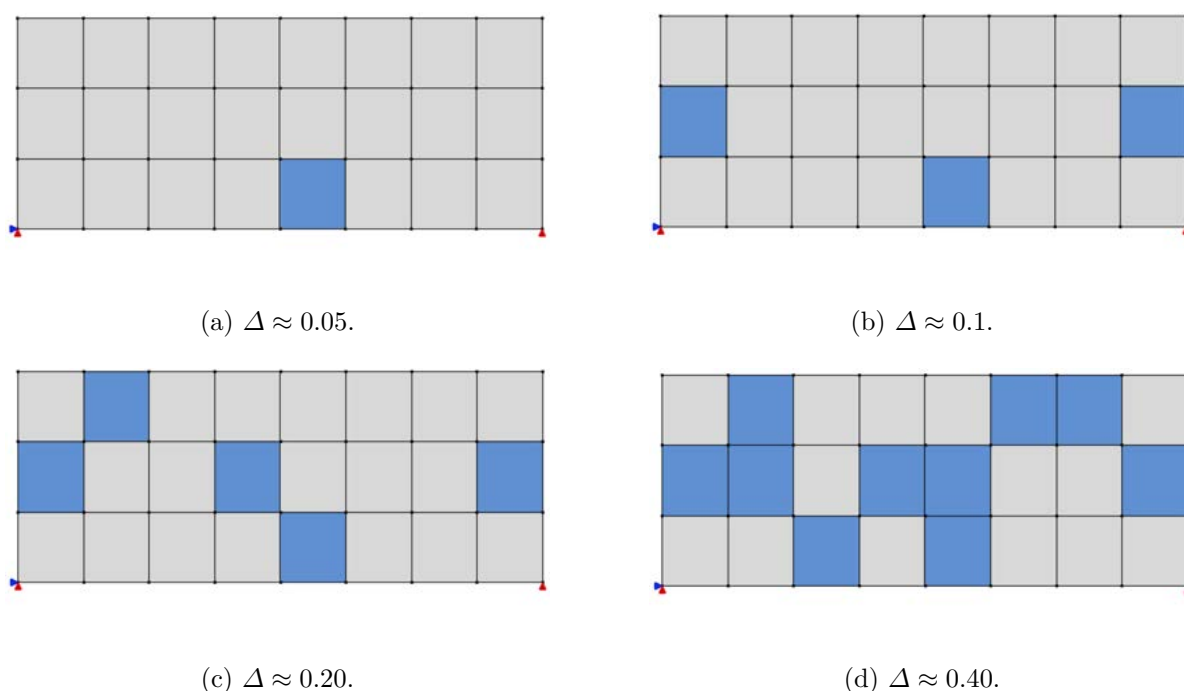 (a) Δ ≈ 0.05.
(b) Δ ≈ 0.1.
(c) Δ ≈ 0.20.
(d) Δ ≈ 0.40.